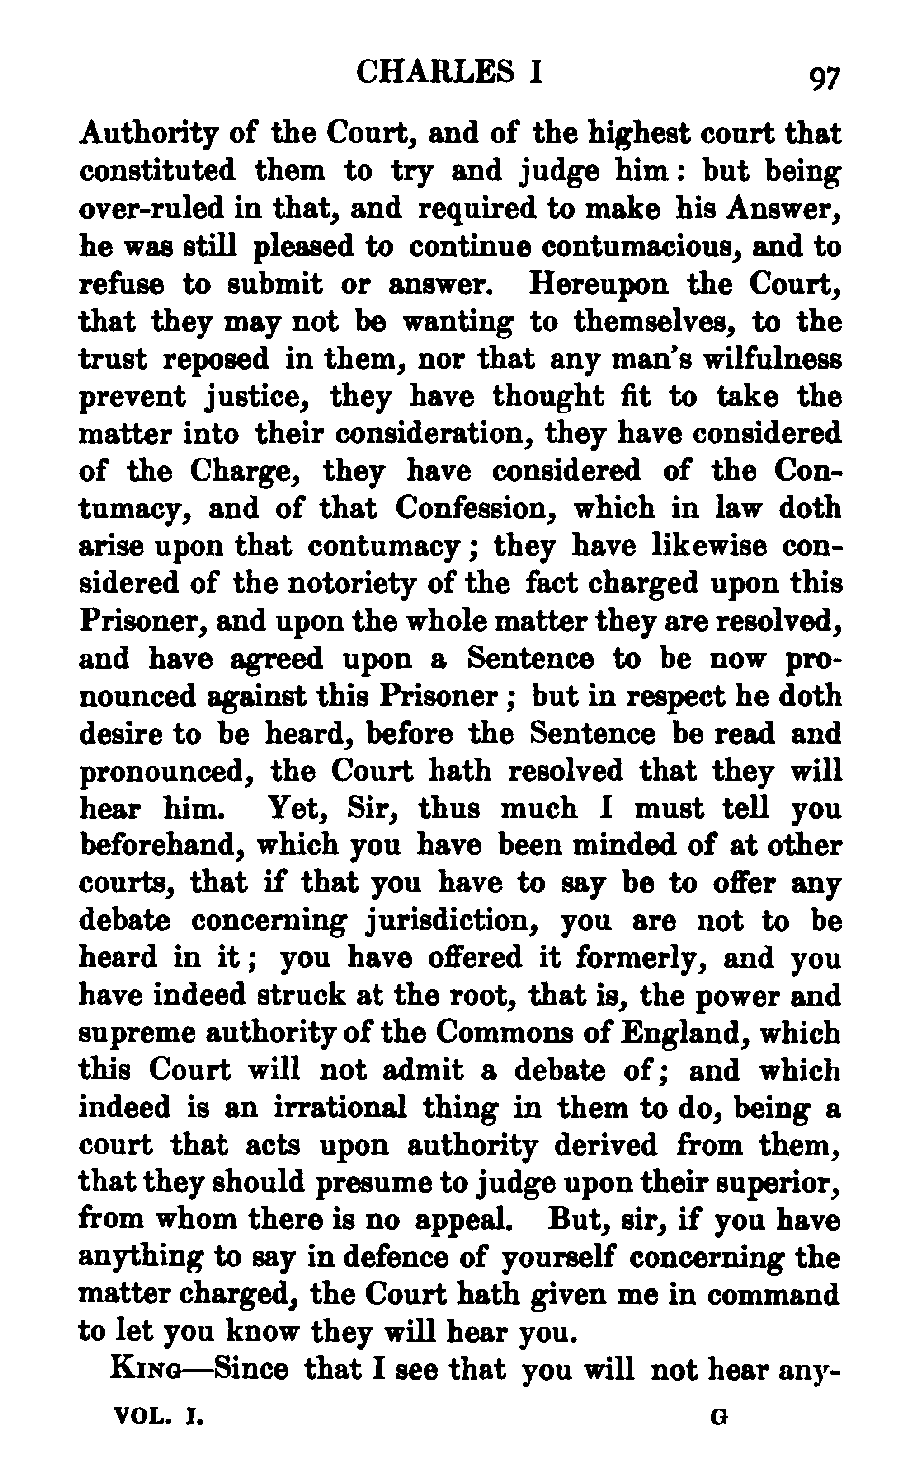 CHARLES I 97
Authority of the Court, and of the highest court that
constituted them to try and judge him : but being
over-ruled in that, and required to make his Answer,
he was still pleased to continue contumacious, and to
refuse to submit or answer. Hereupon the Court,
that they may not be wanting to themselves, to the
trust reposed in them, nor that any man's wilfulness
prevent justice, they have thought fit to take the
matter into their consideration, they have considered
of the Charge, they have considered of the Con-
tumacy, and of that Confession, which in law doth
arise upon that contumacy ; they have likewise con-
sidered of the notoriety of the fact charged upon this
Prisoner, and upon the whole matter they are resolved,
and have agreed upon a Sentence to be now pro-
nounced against this Prisoner ; but in respect he doth
desire to be heard, before the Sentence be read and
pronounced, the Court hath resolved that they will
hear him. Yet, Sir, thus much I must tell you
beforehand, which you have been minded of at other
courts, that if that you have to say be to offer any
debate concerning jurisdiction, you are not to be
heard in it ; you have offered it formerly, and you
have indeed struck at the root, that is, the power and
supreme authority of the Commons of England, which
this Court will not admit a debate of ; and which
indeed is an irrational thing in them to do, being a
court that acts upon authority derived from them,
that they should presume to judge upon their superior,
from whom there is no appeal. But, sir, if you have
anything to say in defence of yourself concerning the
matter charged, the Court hath given me in command
to let you know they will hear you.
KING—Since that I see that you will not hear any-
VOL. I. G